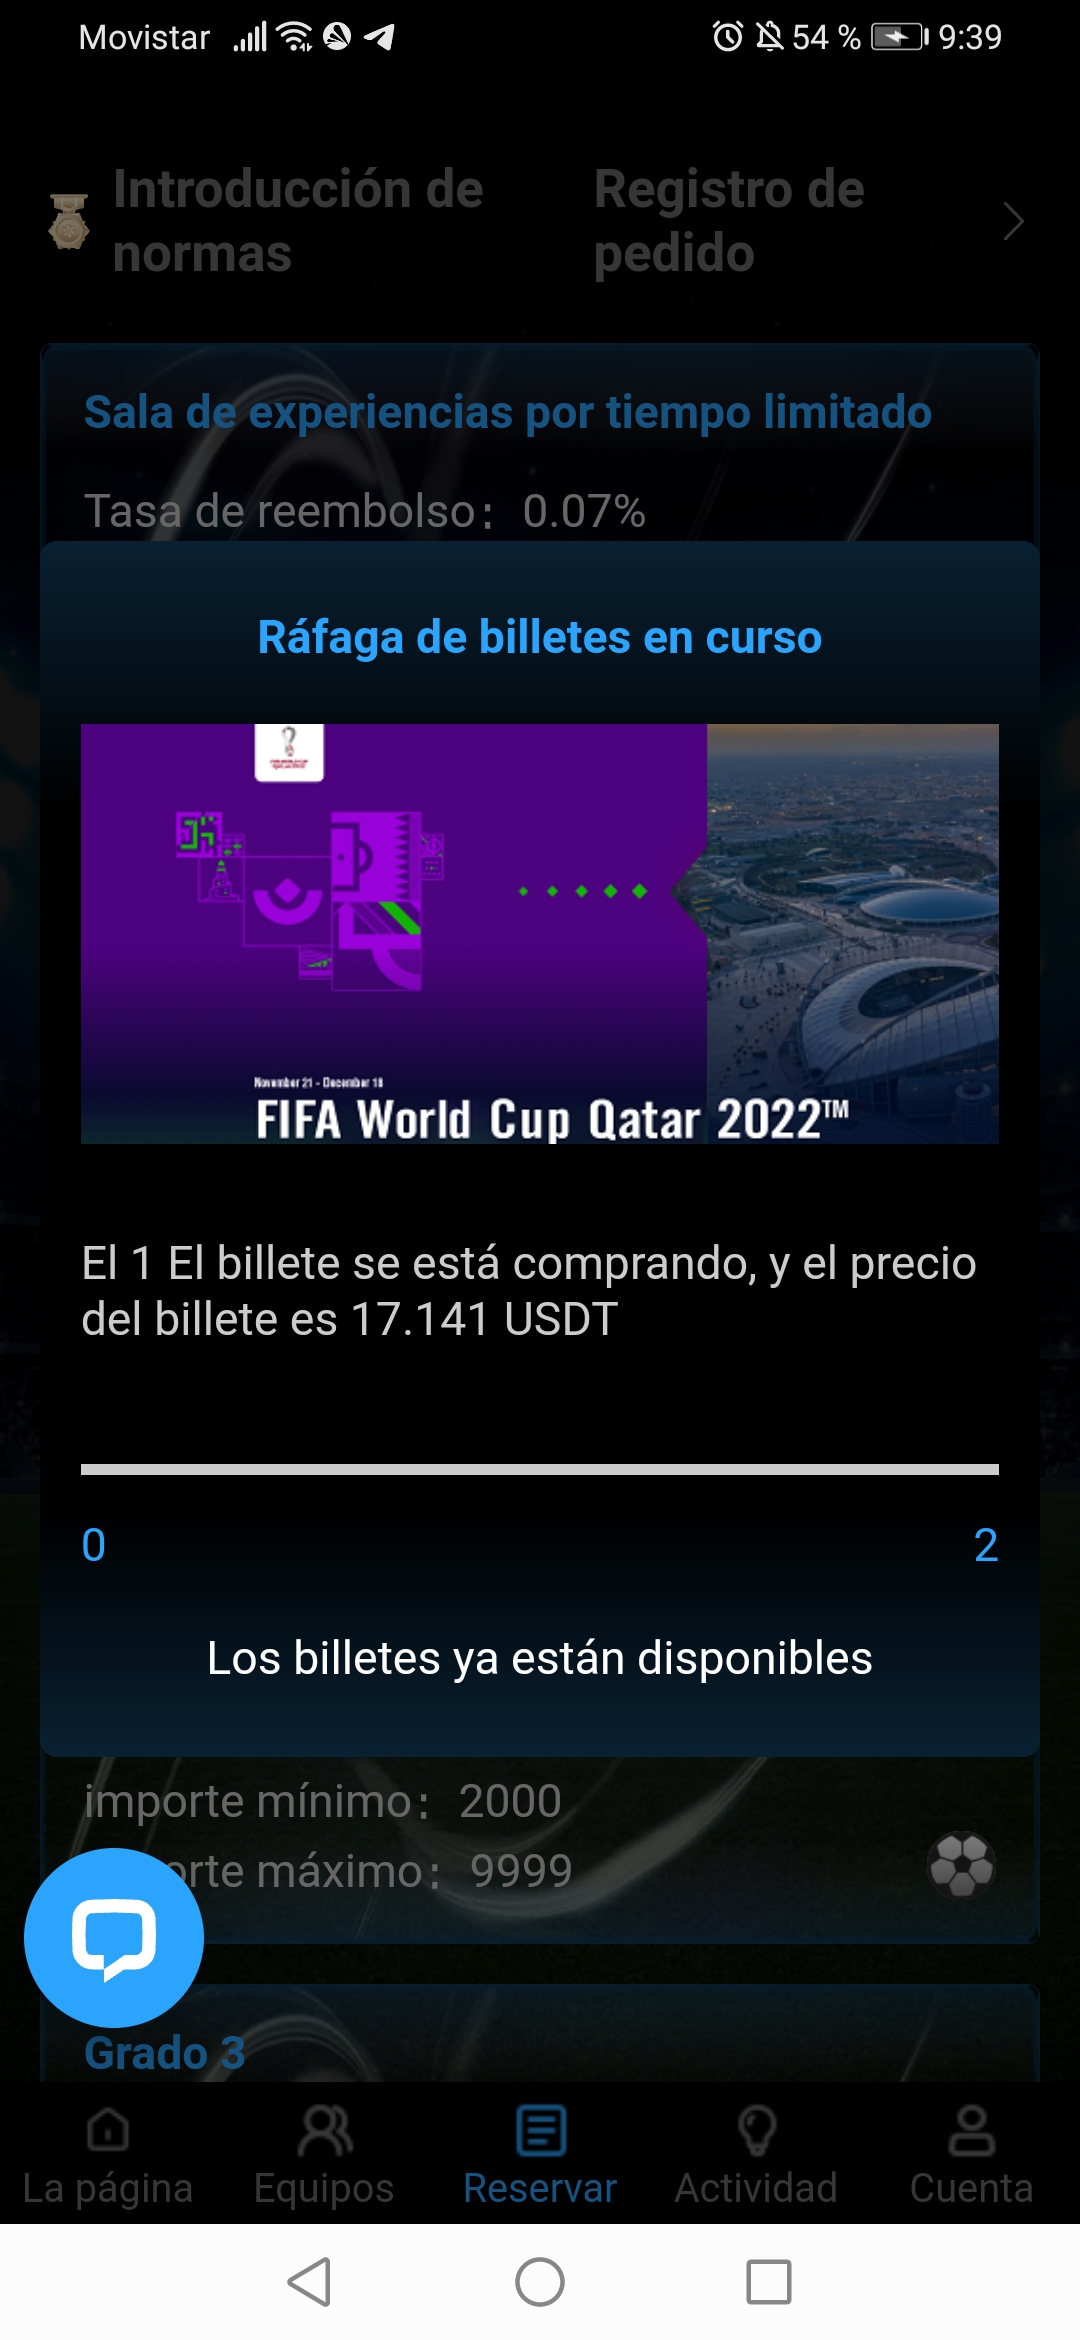 Movistar 54 % 9:39
Introducción de
normas
Registro de
pedido
Sala de experiencias por tiempo limitado
Tasa de reembolso: 0.07%
Ráfaga de billetes en curso
November 21 - December 18
FIFA World Cup Qatar 2022™
El 1 El billete se está comprando, y el precio
del billete es 17.141 USDT
0 2
Los billetes ya están disponibles
importe mínimo: 2000
orte máximo: 9999
Grado 3
La página Equipos Reservar Actividad Cuenta